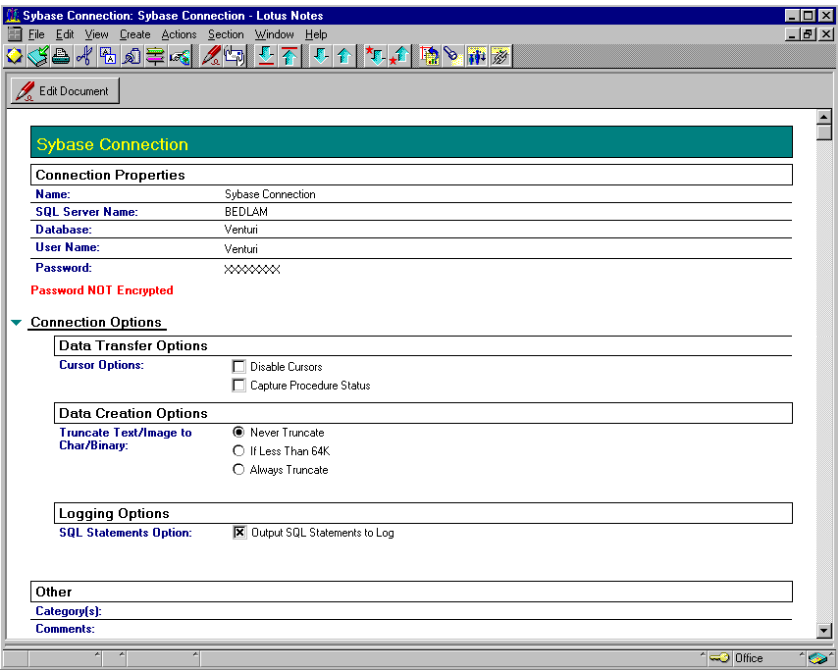 Sybase Connection: Sybase Connection - Lotus Notes
File Edit View Create Actions Section Window Help
Edit Document
Sybase Connection
Connection Properties
Name: Sybase Connection
SQL Server Name: BEDLAM
Database: Venturi
User Name: Venturi
Password: XXXXXXXX
Password NOT Encrypted
Connection Options
Data Transfer Options
Cursor Options: Disable Cursors
Capture Procedure Status
Data Creation Options
Truncate Text/Image to Never Truncate
Char/Binary: If Less Than 64K
Always Truncate
Logging Options
SQL Statements Option: Output SQL Statements to Log
Other
Category(s):
Comments:
Office